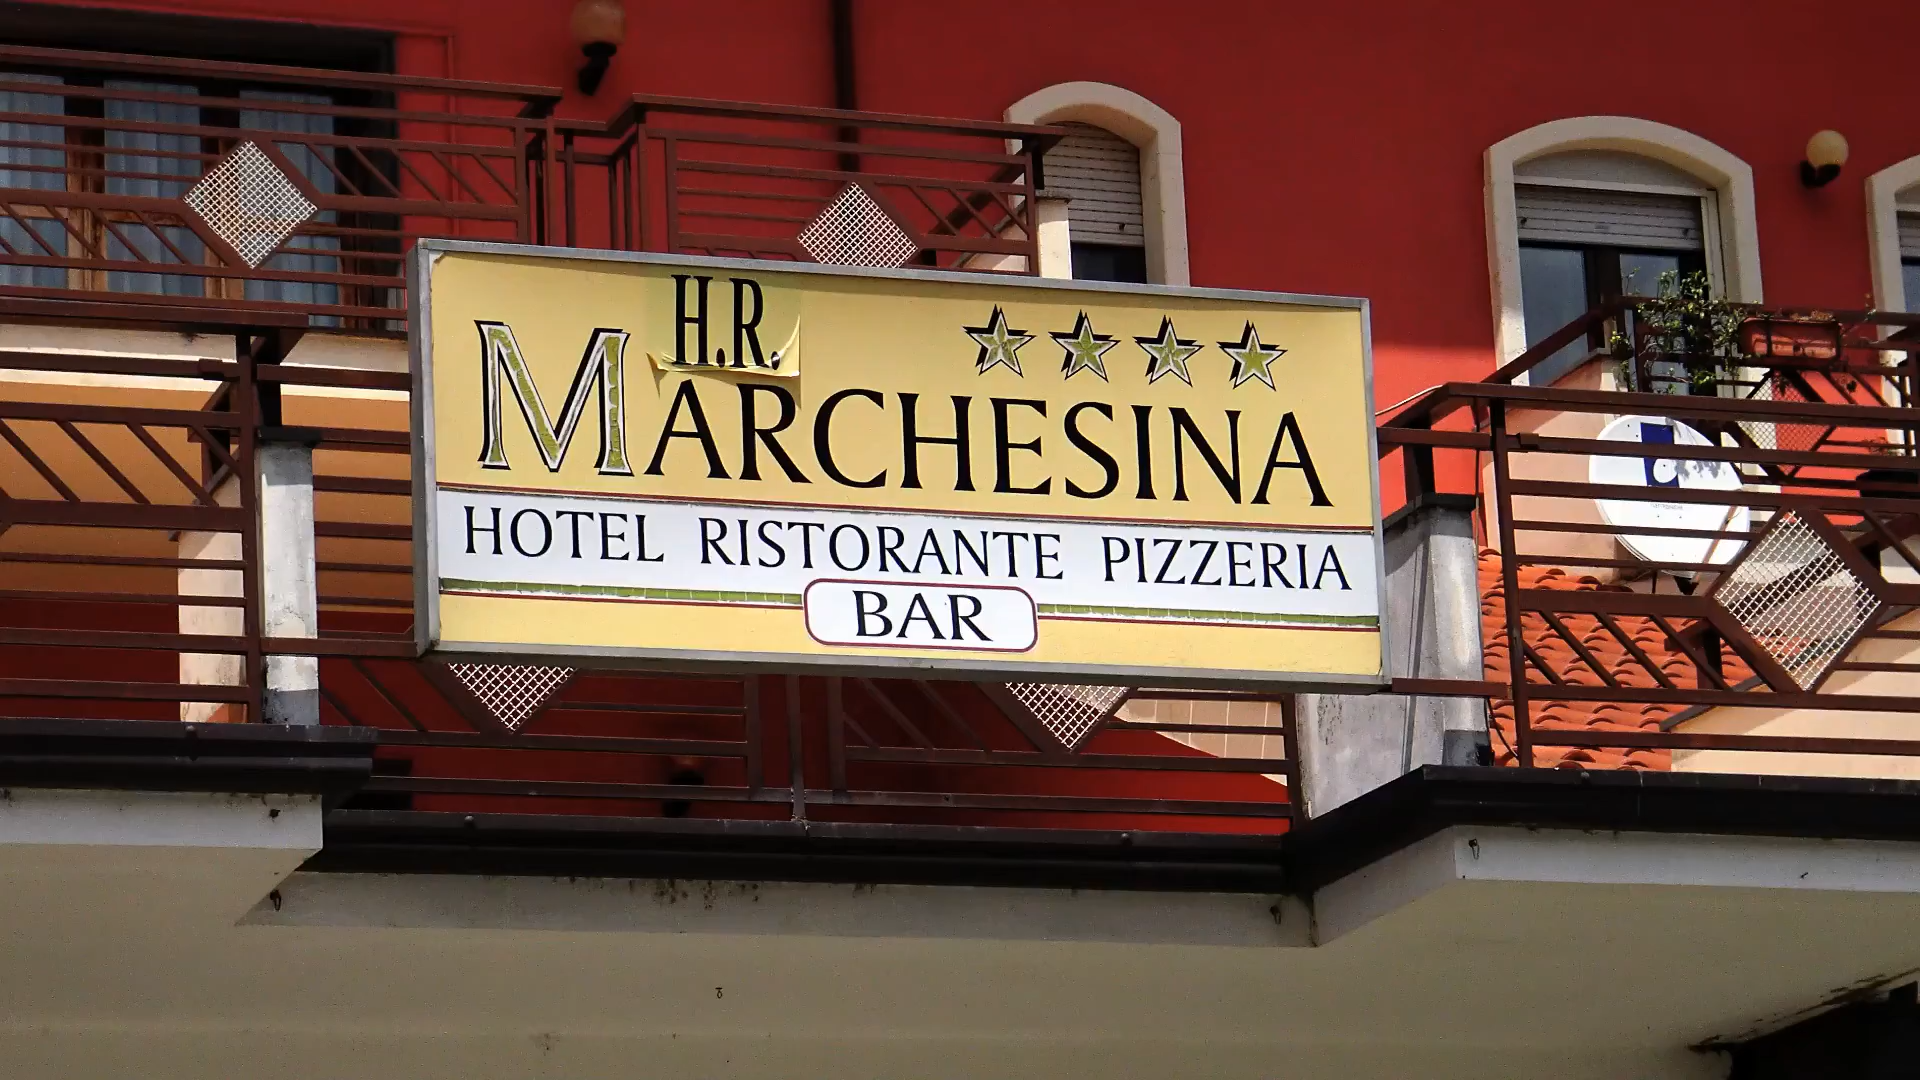 H.R.
MARCHESINA
HOTEL RISTORANTE PIZZERIA
BAR